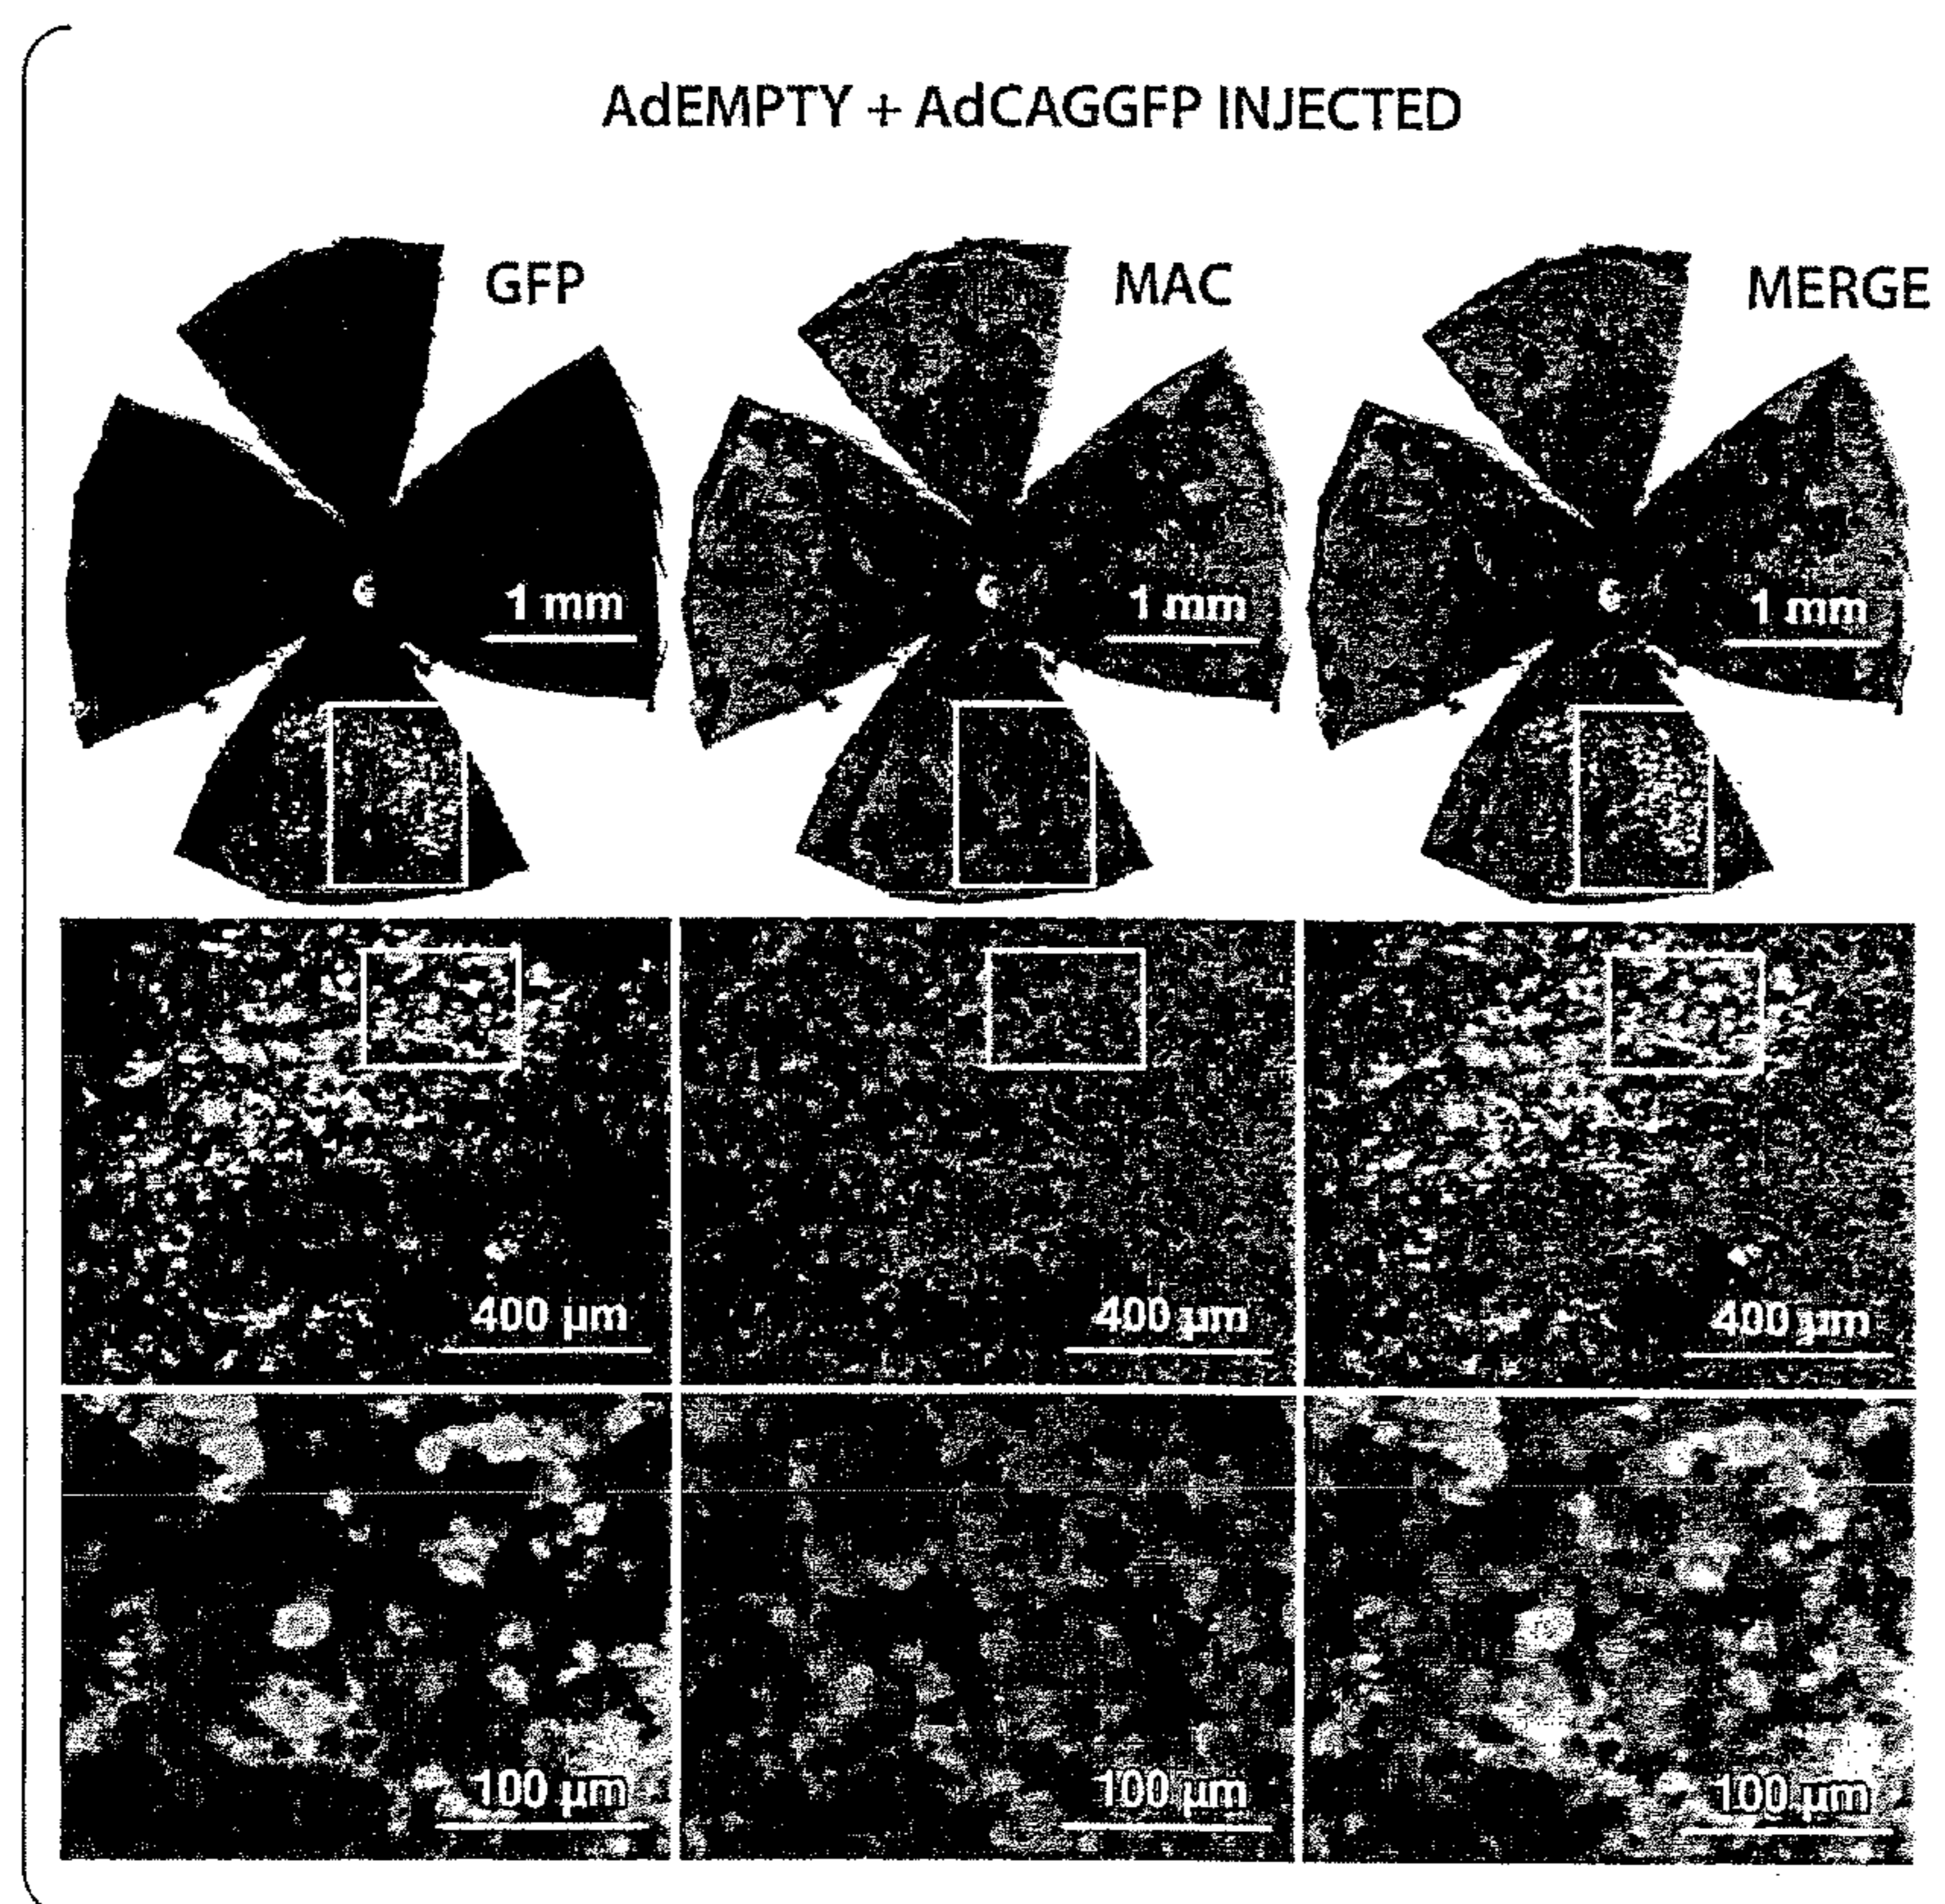 AdEMPTY + AdCAGGFP INJECTED
GFP
MAC
MERGE
1 mm
1 mm
1 mm
400 µm
400 µm
400 µm
100 µm
100 µm
100 µm